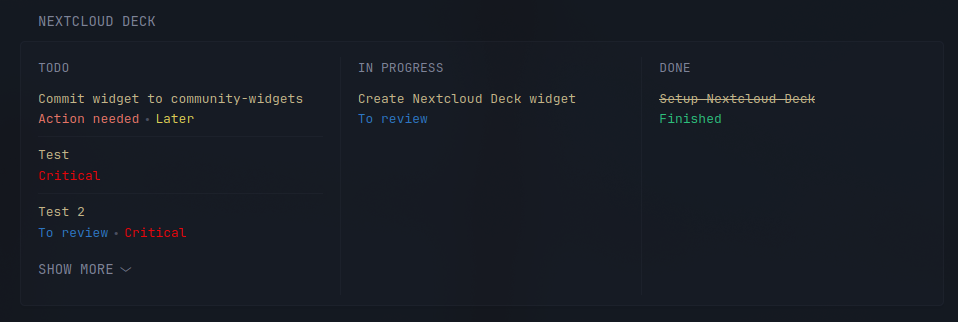 NEXTCLOUD DECK
TODO
Commit widget to community-widgets
Action needed • Later
Test
Critical
Test 2
To review • Critical
SHOW MORE
IN PROGRESS
Create Nextcloud Deck widget
To review
DONE
Setup Nextcloud Deck
Finished